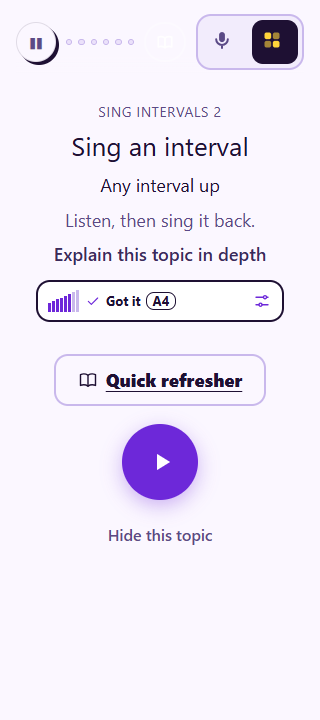 SING INTERVALS 2
Sing an interval
Any interval up
Listen, then sing it back.
Explain this topic in depth
Got it A4
Quick refresher
Hide this topic